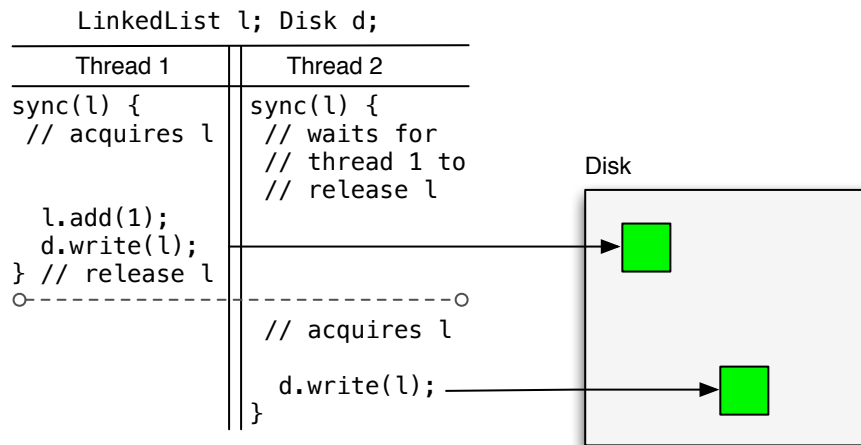 LinkedList l; Disk d;
Thread 1
Thread 2
sync(l) {
// acquires l
l.add(1);
d.write(l);
} // release l
sync(l) {
// waits for
// thread 1 to
// release l
// acquires l
d.write(l);
}
Disk